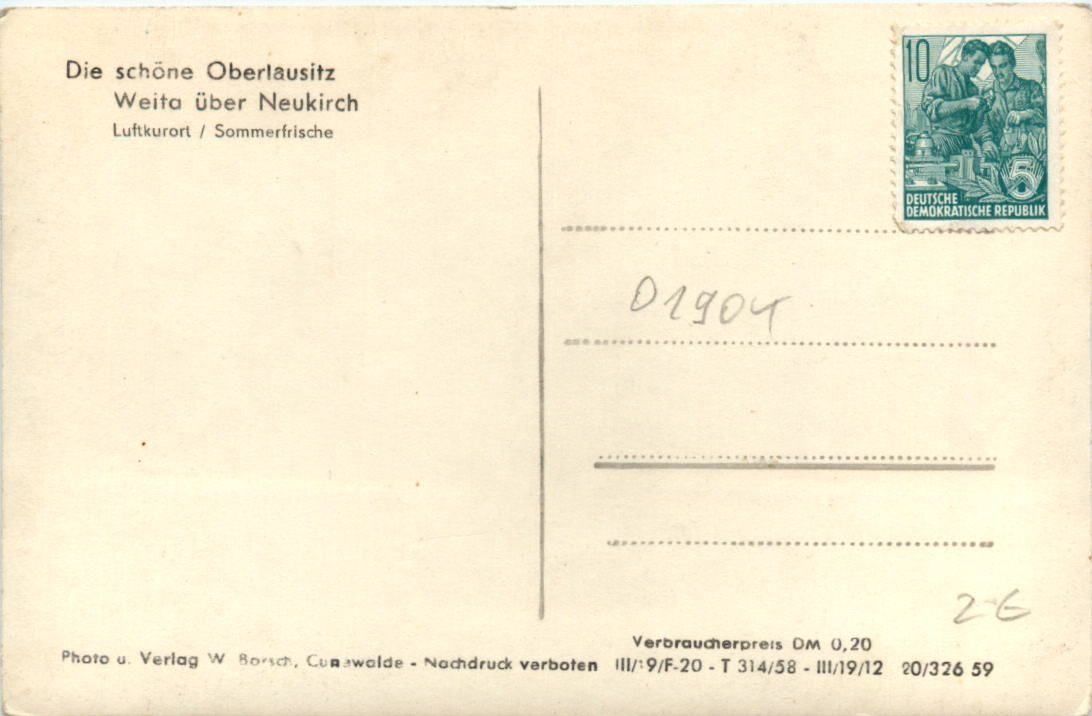 Die schöne Oberlausitz
Weita über Neukirch
Luftkurort / Sommerfrische
10
5
DEUTSCHE
DEMOKRATISCHE REPUBLIK
01904
2 €
Verbraucherpreis DM 0,20
Photo u. Verlag W. Borsch, Cunewalde - Nachdruck verboten III/19/F-20 - T 314/58 - III/19/12 20/326 59